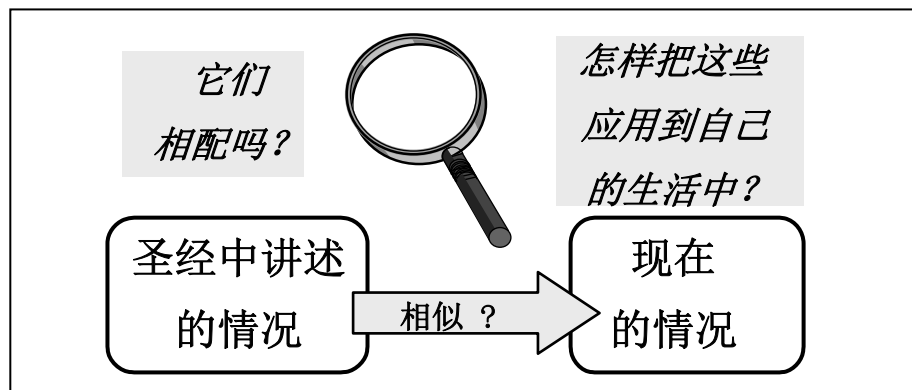 它们
相配吗？
怎样把这些
应用到自己
的生活中？
圣经中讲述
的情况
相似 ？
现在
的情况